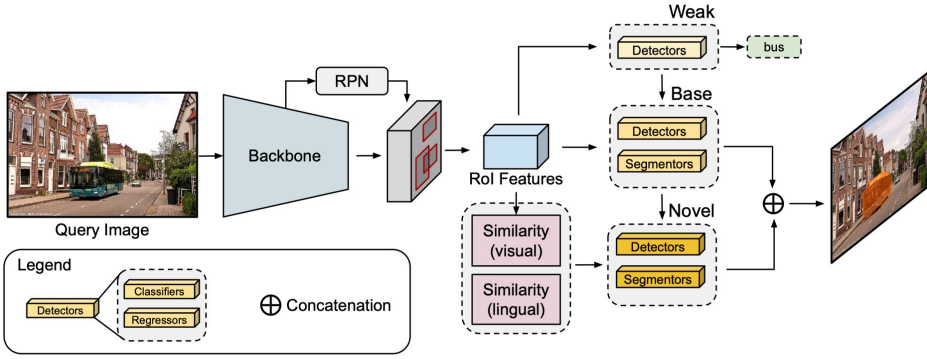 Weak
Detectors
bus
RPN
Base
Detectors
Backbone
Segmentors
RoI Features
Query Image
Novel
Similarity
(visual)
Detectors
Segmentors
Similarity
(lingual)
Legend
Classifiers
Detectors
Regressors
Concatenation